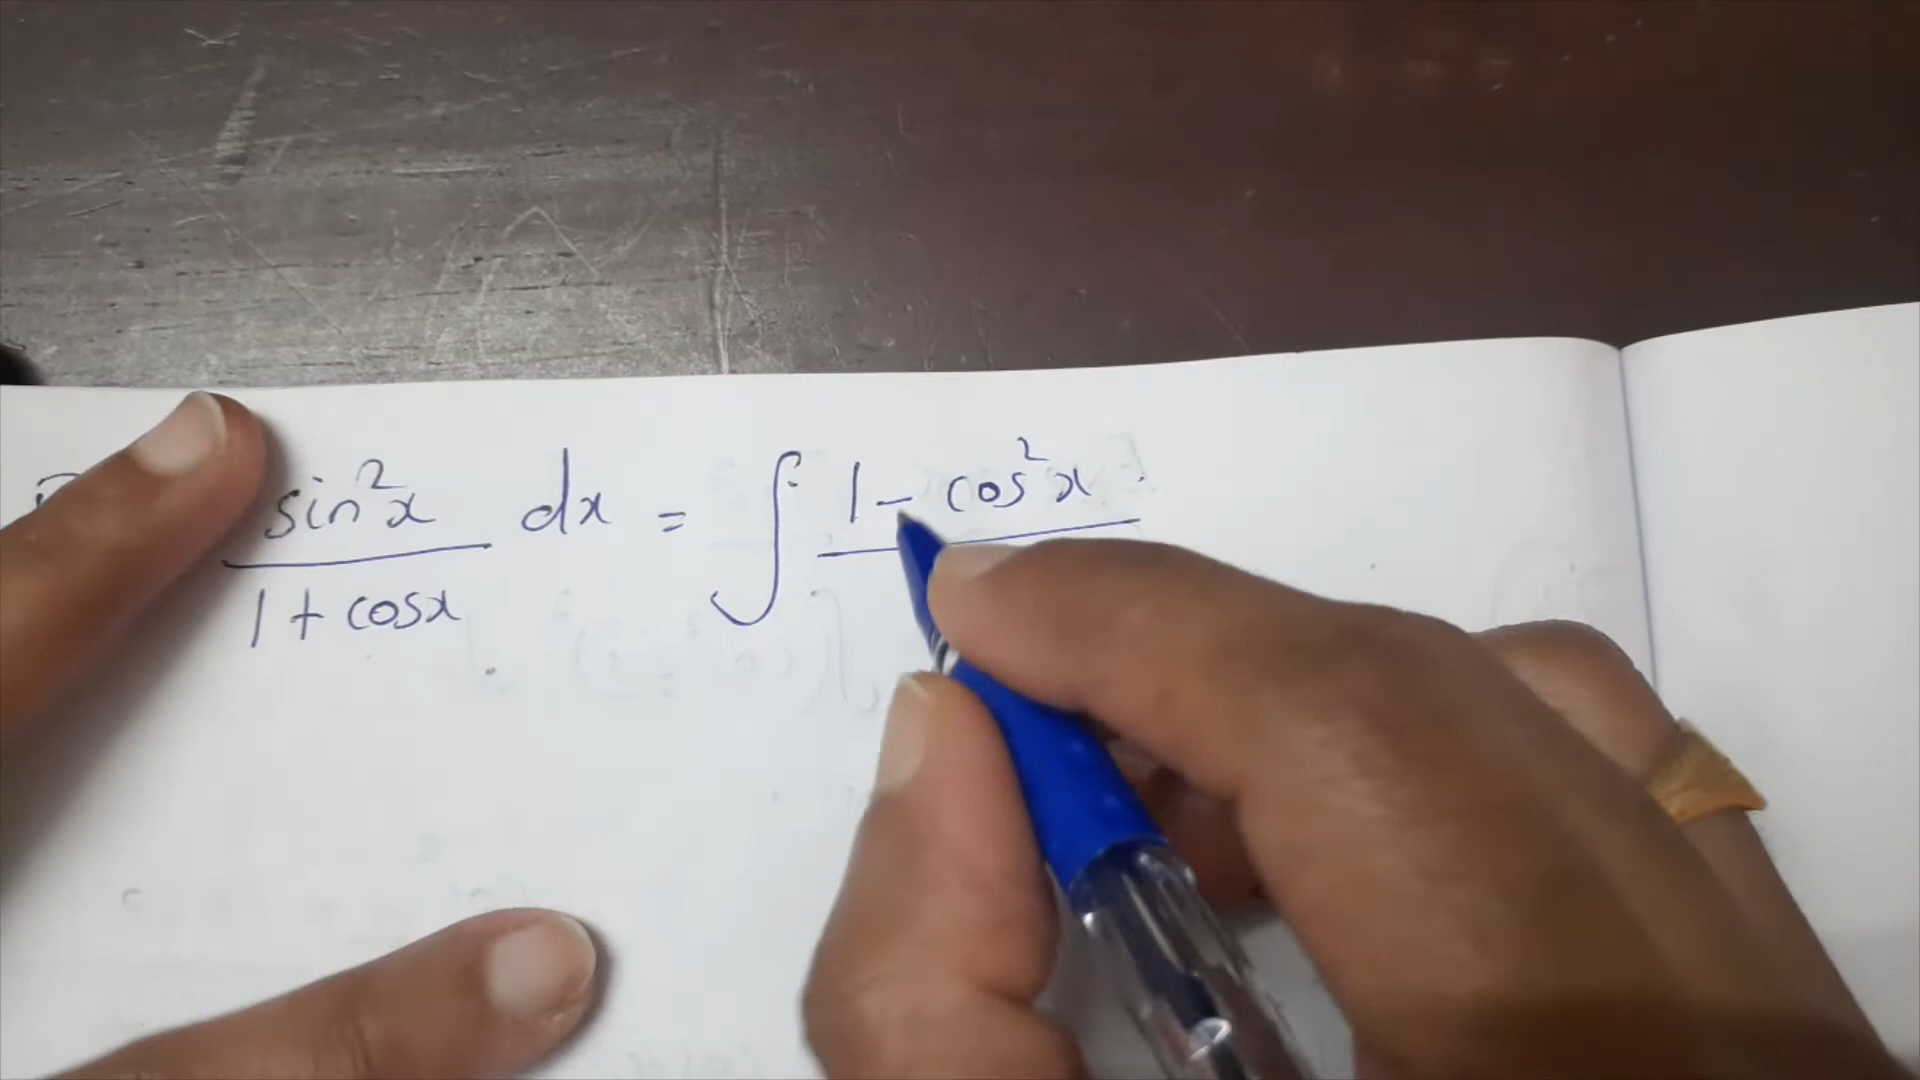 sin²x / 1 + cosx dx = ∫ 1 - cos²x